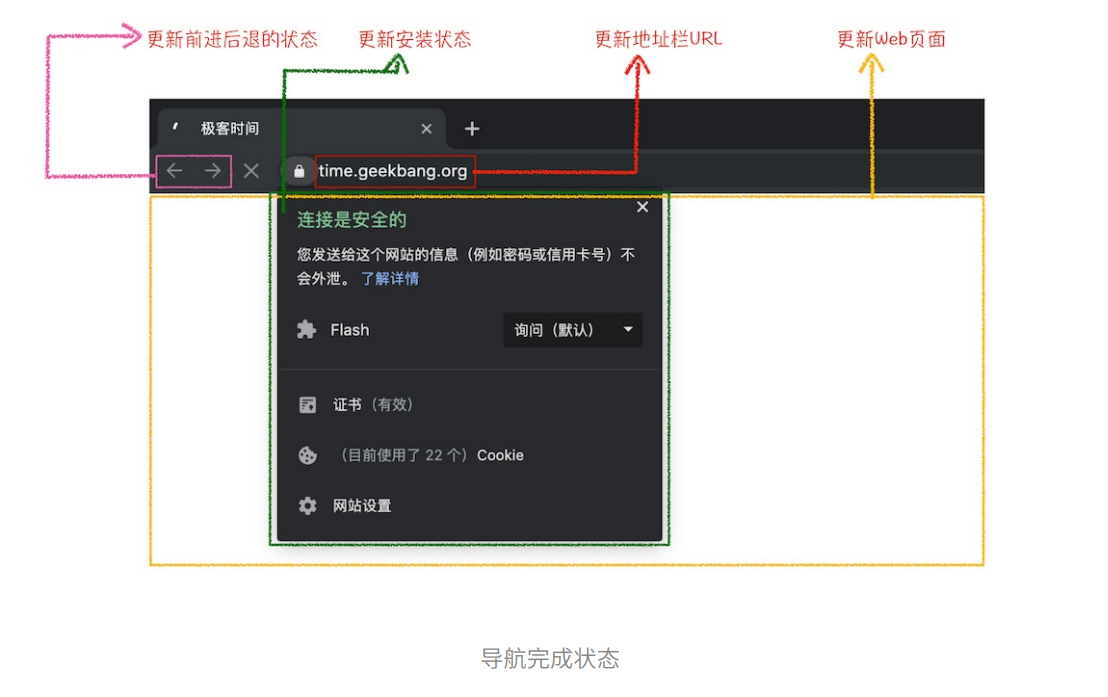 更新前进后退的状态
更新安装状态
更新地址栏URL
更新Web页面
极客时间
time.geekbang.org
连接是安全的
您发送给这个网站的信息（例如密码或信用卡号）不
会外泄。 了解详情
Flash
询问（默认）
证书（有效）
（目前使用了 22 个）Cookie
网站设置
导航完成状态